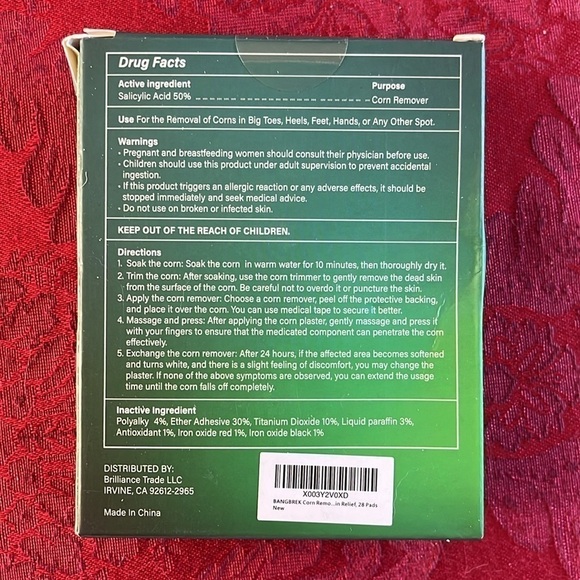 Drug Facts
Active ingredient Purpose
Salicylic Acid 50% Corn Remover
Use For the Removal of Corns in Big Toes, Heels, Feet, Hands, or Any Other Spot.
Warnings
• Pregnant and breastfeeding women should consult their physician before use.
• Children should use this product under adult supervision to prevent accidental
ingestion.
• If this product triggers an allergic reaction or any adverse effects, it should be
stopped immediately and seek medical advice.
• Do not use on broken or infected skin.
KEEP OUT OF THE REACH OF CHILDREN.
Directions
1. Soak the corn: Soak the corn in warm water for 10 minutes, then thoroughly dry it.
2. Trim the corn: After soaking, use the corn trimmer to gently remove the dead skin
from the surface of the corn. Be careful not to overdo it or puncture the skin.
3. Apply the corn remover: Choose a corn remover, peel off the protective backing,
and place it over the corn. You can use medical tape to secure it better.
4. Massage and press: After applying the corn plaster, gently massage and press it
with your fingers to ensure that the medicated component can penetrate the corn
effectively.
5. Exchange the corn remover: After 24 hours, if the affected area becomes softened
and turns white, and there is a slight feeling of discomfort, you may change the
plaster. If none of the above symptoms are observed, you can extend the usage
time until the corn falls off completely.
Inactive Ingredient
Polyalky 4%, Ether Adhesive 30%, Titanium Dioxide 10%, Liquid paraffin 3%,
Antioxidant 1%, Iron oxide red 1%, Iron oxide black 1%
DISTRIBUTED BY:
Brilliance Trade LLC
IRVINE, CA 92612-2965
Made In China
X003Y2V0XD
BANGBREK Corn Remo...in Relief, 28 Pads
New